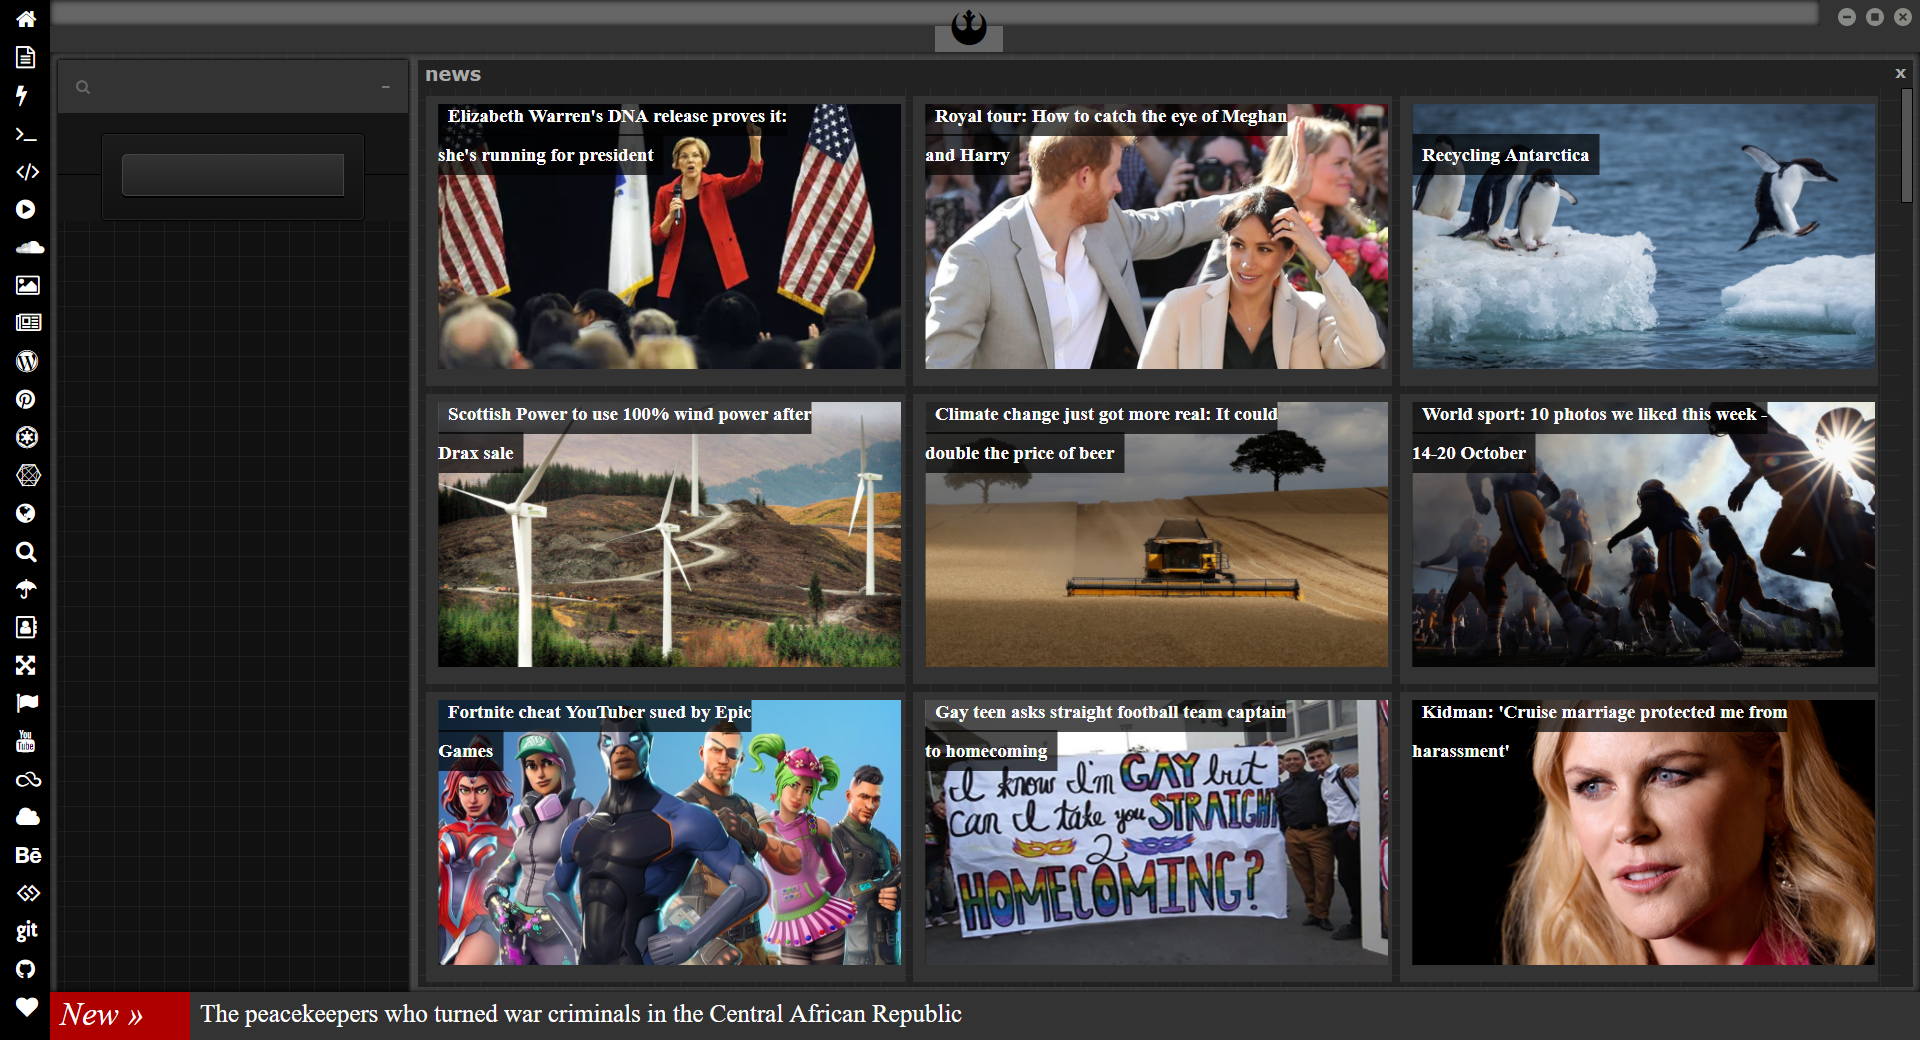 news
x
Elizabeth Warren's DNA release proves it:
she's running for president
Royal tour: How to catch the eye of Meghan
and Harry
Recycling Antarctica
Scottish Power to use 100% wind power after
Drax sale
Climate change just got more real: It could
double the price of beer
World sport: 10 photos we liked this week -
14-20 October
Fortnite cheat YouTuber sued by Epic
Games
Gay teen asks straight football team captain
to homecoming
I know I'm GAY but
can I take you STRAIGHT
2
HOMECOMING?
Kidman: 'Cruise marriage protected me from
harassment'
You
Tube
Bē
git
New »
The peacekeepers who turned war criminals in the Central African Republic